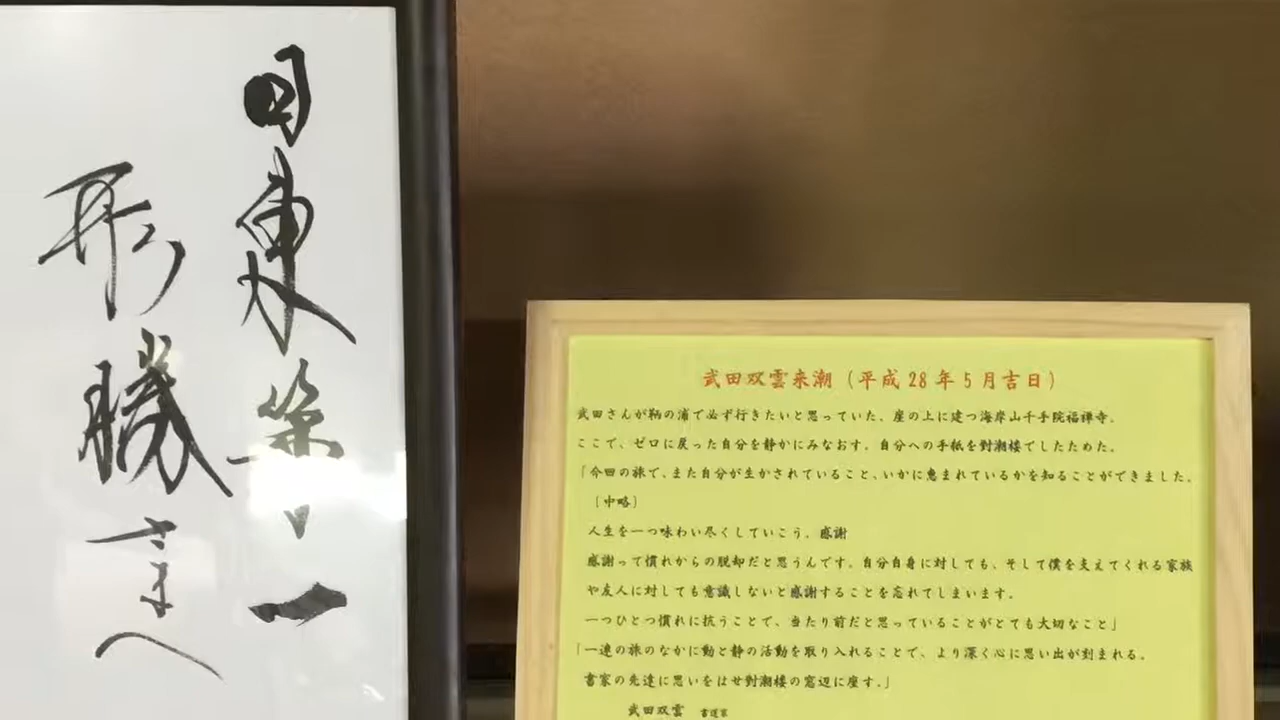 日東第一
形勝
武田双雲来潮（平成28年5月吉日）
武田さんが鞆の浦で必ず行きたいと思っていた、崖の上に建つ海岸山千手院福禅寺。
ここで、ゼロに戻った自分を静かにみなおす。自分への手紙を對潮楼でしたためた。
「今回の旅で、また自分が生かされていること、いかに恵まれているかを知ることができました。
〔中略〕
人生を一つ味わい尽くしていこう。感謝
感謝って慣れからの脱却だと思うんです。自分自身に対しても、そして僕を支えてくれる家族
や友人に対しても意識しないと感謝することを忘れてしまいます。
一つひとつ慣れに抗うことで、当たり前だと思っていることがとても大切なこと」
「一連の旅のなかに動と静の活動を取り入れることで、より深く心に思い出が刻まれる。
書家の先達に思いをはせ對潮楼の窓辺に座す。」
武田双雲　書道家